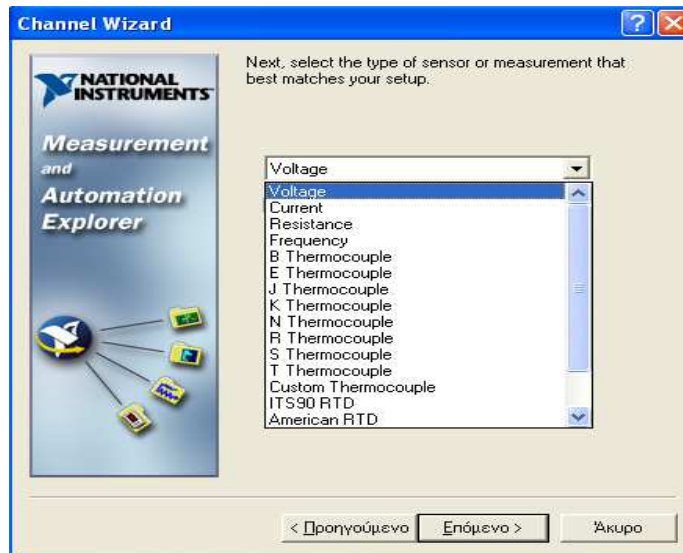 Channel Wizard
NATIONAL
INSTRUMENTS
Measurement
and
Automation
Explorer
Next, select the type of sensor or measurement that
best matches your setup.
Voltage
Voltage
Current
Resistance
Frequency
B Thermocouple
E Thermocouple
J Thermocouple
K Thermocouple
N Thermocouple
R Thermocouple
S Thermocouple
T Thermocouple
Custom Thermocouple
ITS90 RTD
American RTD
< Προηγούμενο
Επόμενο >
Άκυρο